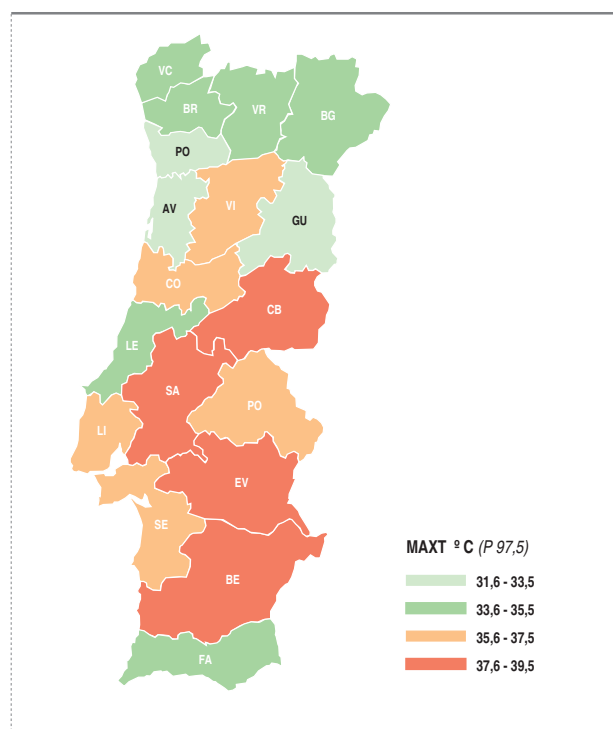 VC
BR
VR
BG
PO
AV
VI
GU
CO
CB
LE
SA
PO
LI
EV
SE
BE
FA
MAXT º C (P 97,5)
31,6 - 33,5
33,6 - 35,5
35,6 - 37,5
37,6 - 39,5